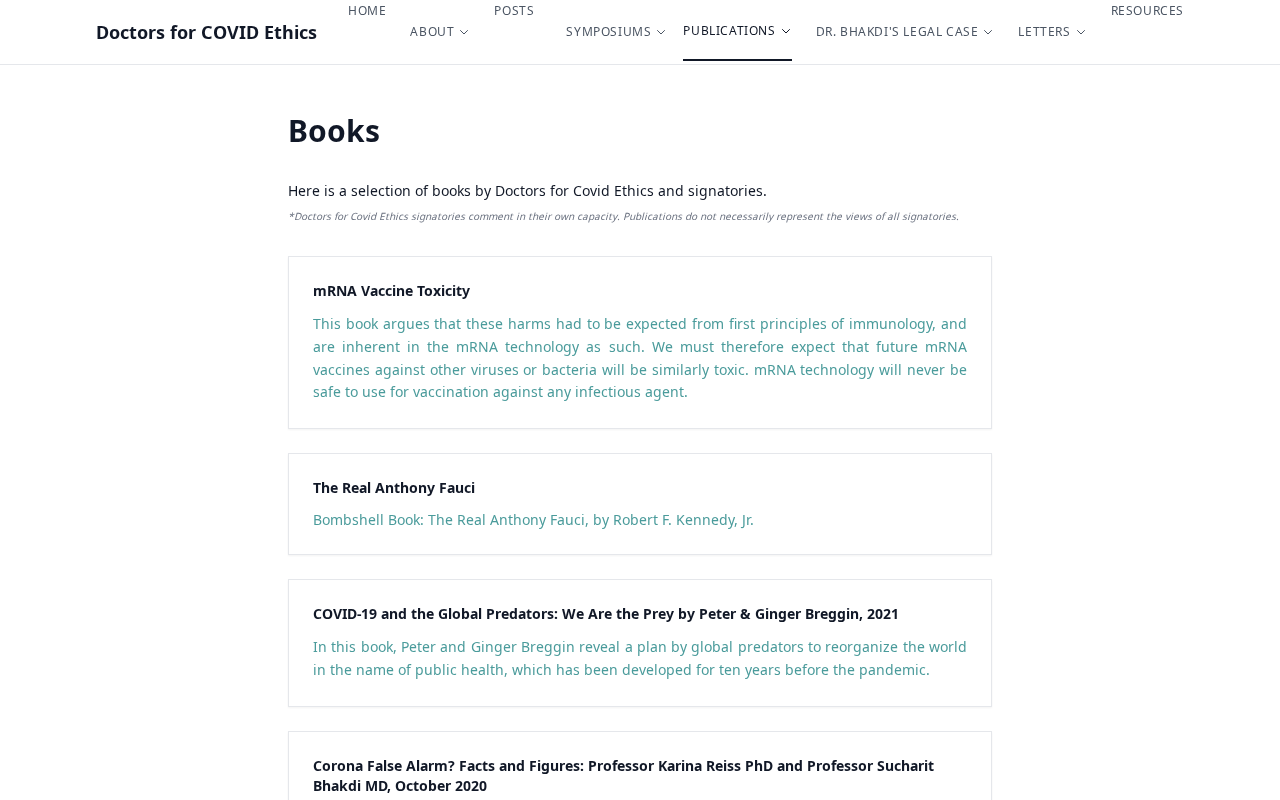 Doctors for COVID Ethics
HOME
ABOUT
POSTS
SYMPOSIUMS
PUBLICATIONS
DR. BHAKDI'S LEGAL CASE
LETTERS
RESOURCES
Books
Here is a selection of books by Doctors for Covid Ethics and signatories.
*Doctors for Covid Ethics signatories comment in their own capacity. Publications do not necessarily represent the views of all signatories.
mRNA Vaccine Toxicity
This book argues that these harms had to be expected from first principles of immunology, and
are inherent in the mRNA technology as such. We must therefore expect that future mRNA
vaccines against other viruses or bacteria will be similarly toxic. mRNA technology will never be
safe to use for vaccination against any infectious agent.
The Real Anthony Fauci
Bombshell Book: The Real Anthony Fauci, by Robert F. Kennedy, Jr.
COVID-19 and the Global Predators: We Are the Prey by Peter & Ginger Breggin, 2021
In this book, Peter and Ginger Breggin reveal a plan by global predators to reorganize the world
in the name of public health, which has been developed for ten years before the pandemic.
Corona False Alarm? Facts and Figures: Professor Karina Reiss PhD and Professor Sucharit
Bhakdi MD, October 2020